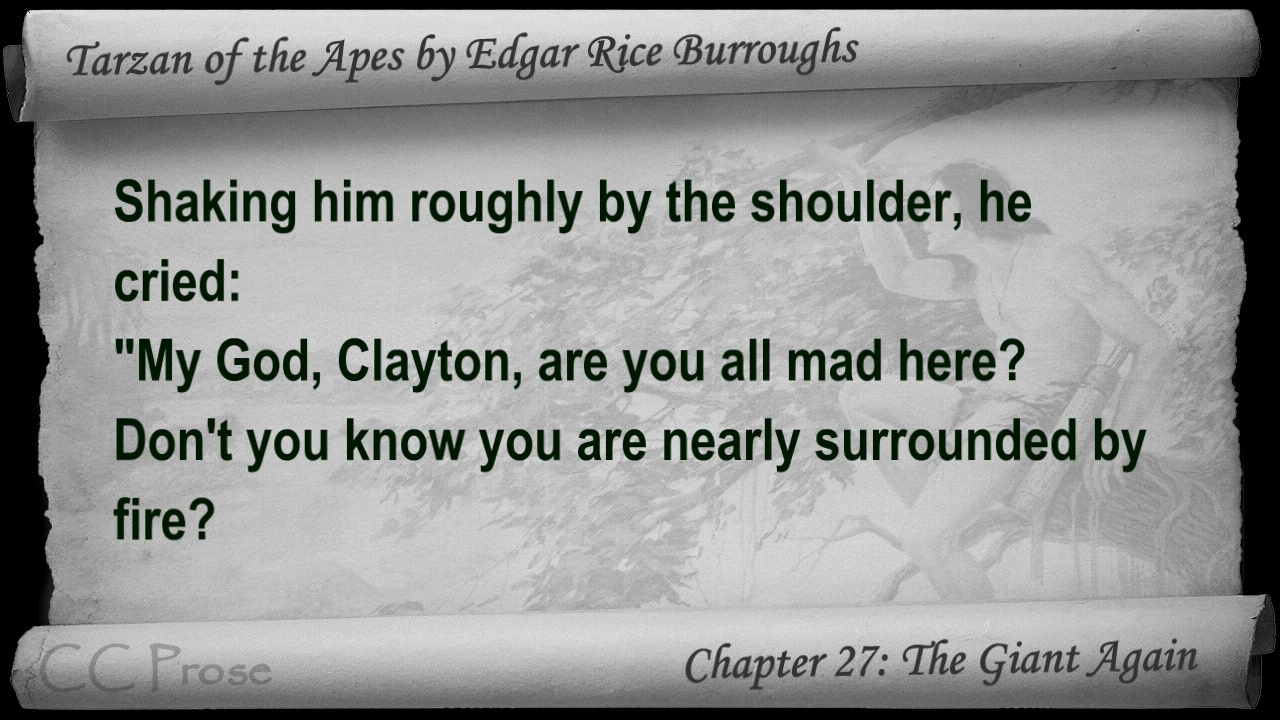 Tarzan of the Apes by Edgar Rice Burroughs
Shaking him roughly by the shoulder, he
cried:
"My God, Clayton, are you all mad here?
Don't you know you are nearly surrounded by
fire?
CC Prose
Chapter 27: The Giant Again